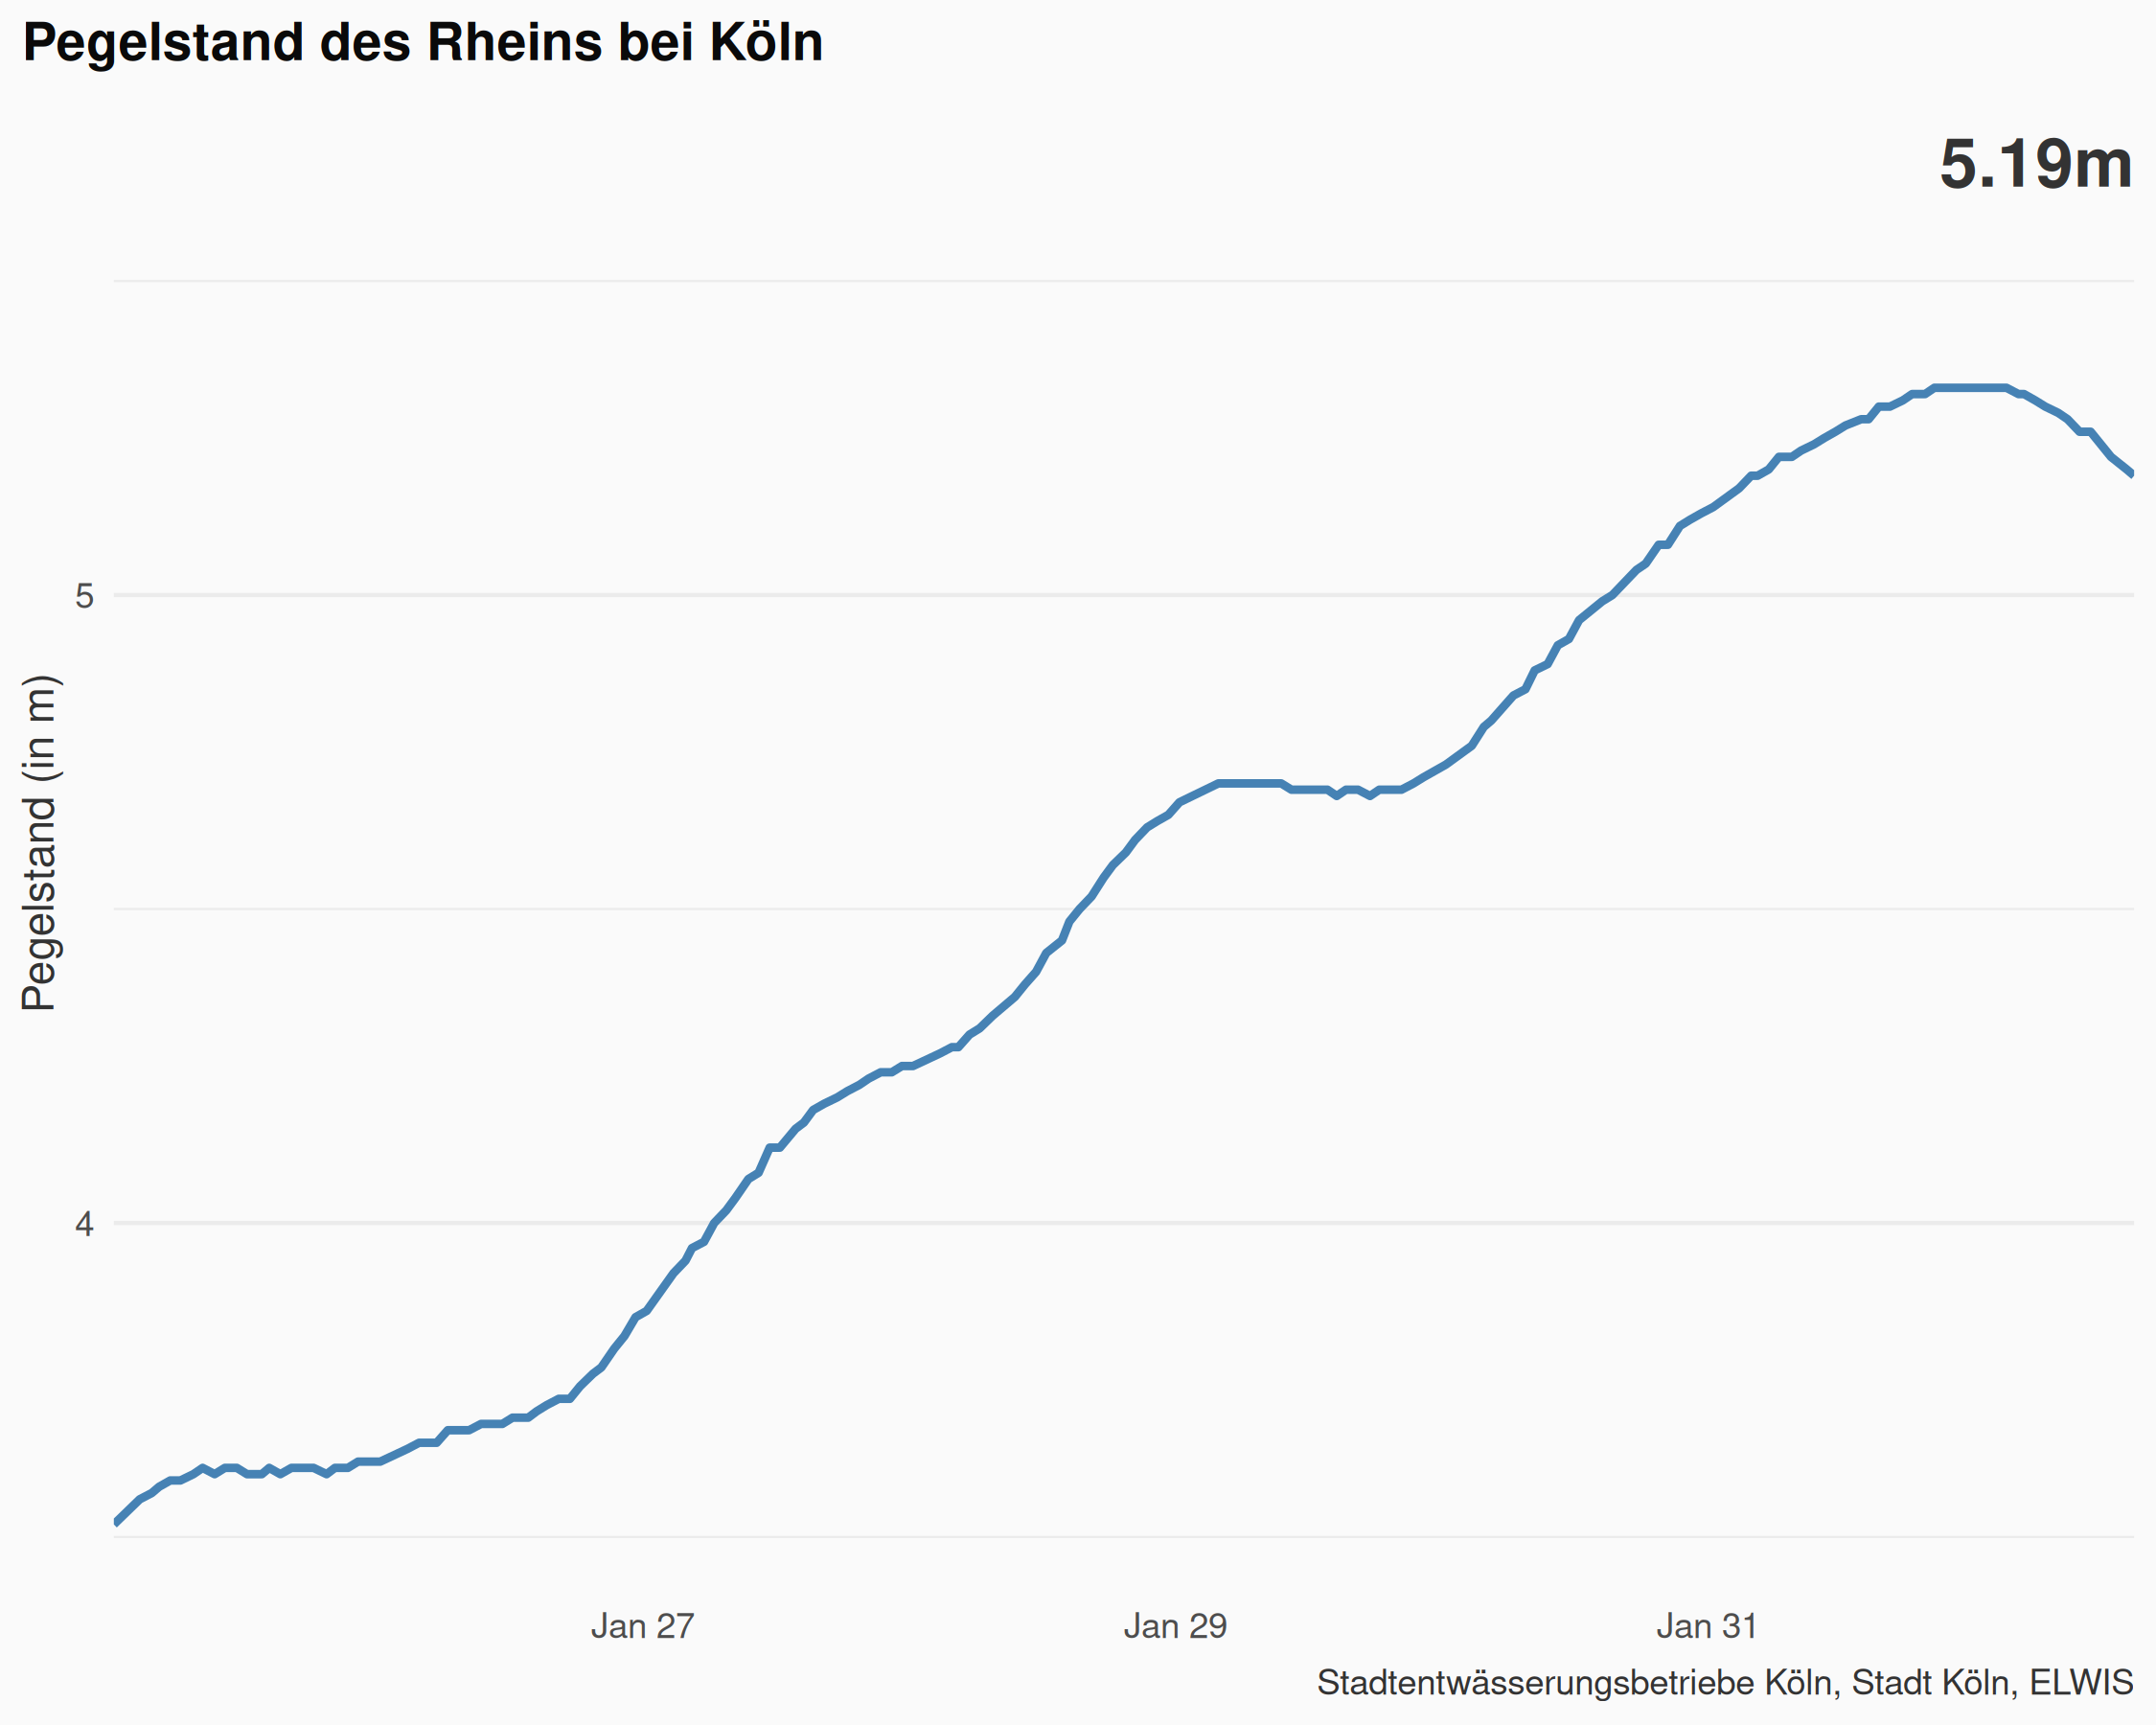 Pegelstand des Rheins bei Köln
5.19m
Pegelstand (in m)
5
4
Jan 27
Jan 29
Jan 31
Stadtentwässerungsbetriebe Köln, Stadt Köln, ELWIS